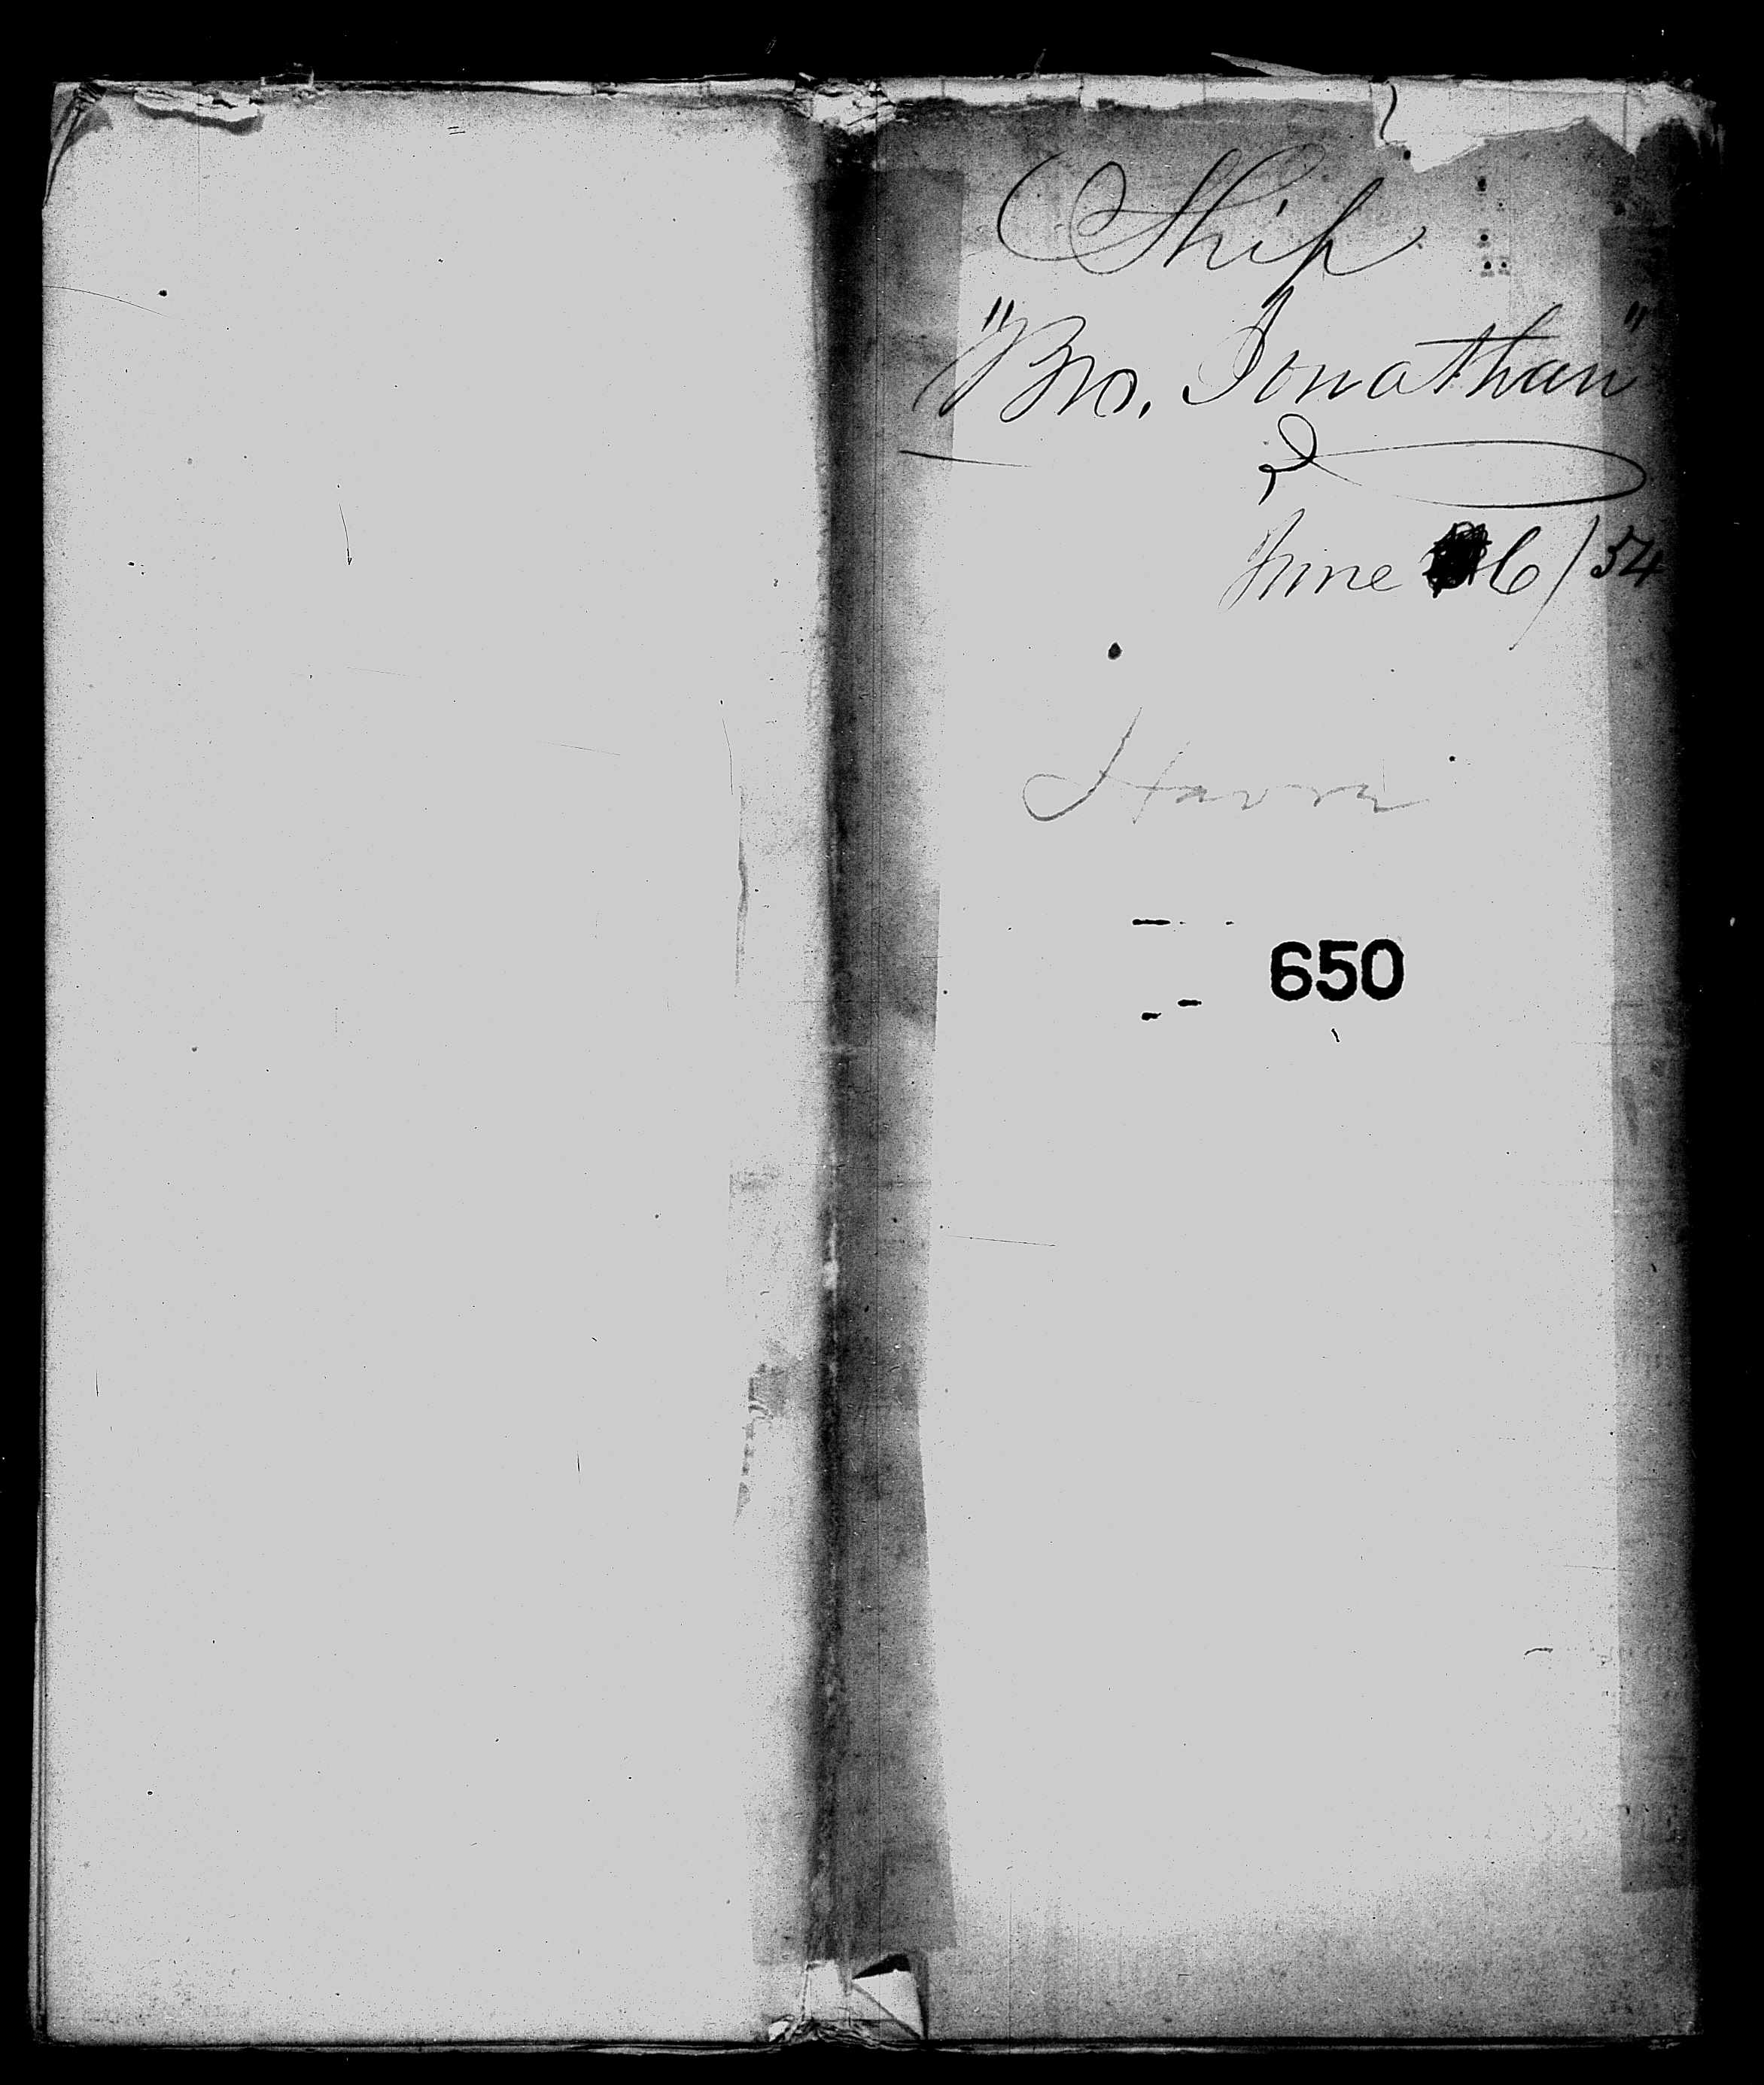 Ship
"Bro. Jonathan"
June 6/54
Havre
650